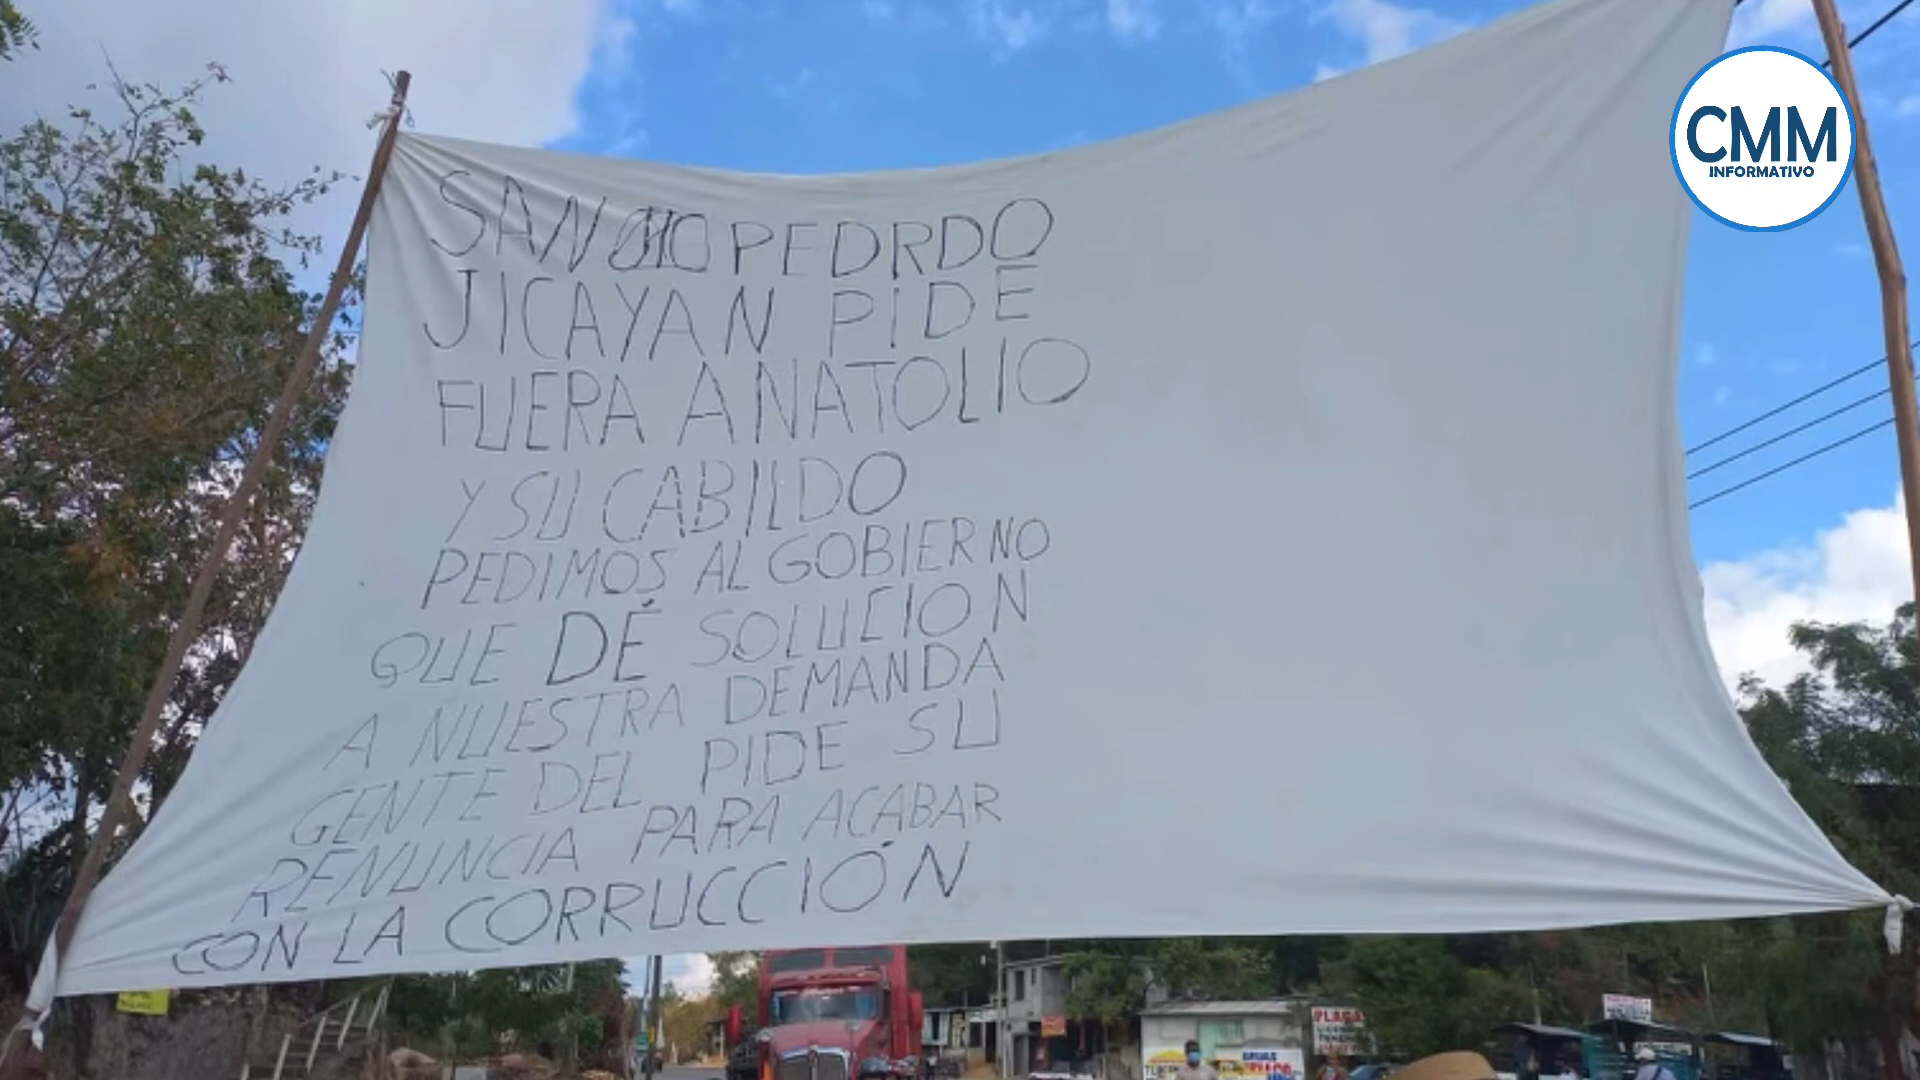 CMM
INFORMATIVO
SAN PEDRDO
JICAYAN PIDE
FUERA ANATOLIO
Y SU CABILDO
PEDIMOS AL GOBIERNO
QUE DÉ SOLUCION
A NUESTRA DEMANDA
GENTE DEL PIDE SU
RENUNCIA PARA ACABAR
CON LA CORRUCCIÓN
PLAGA